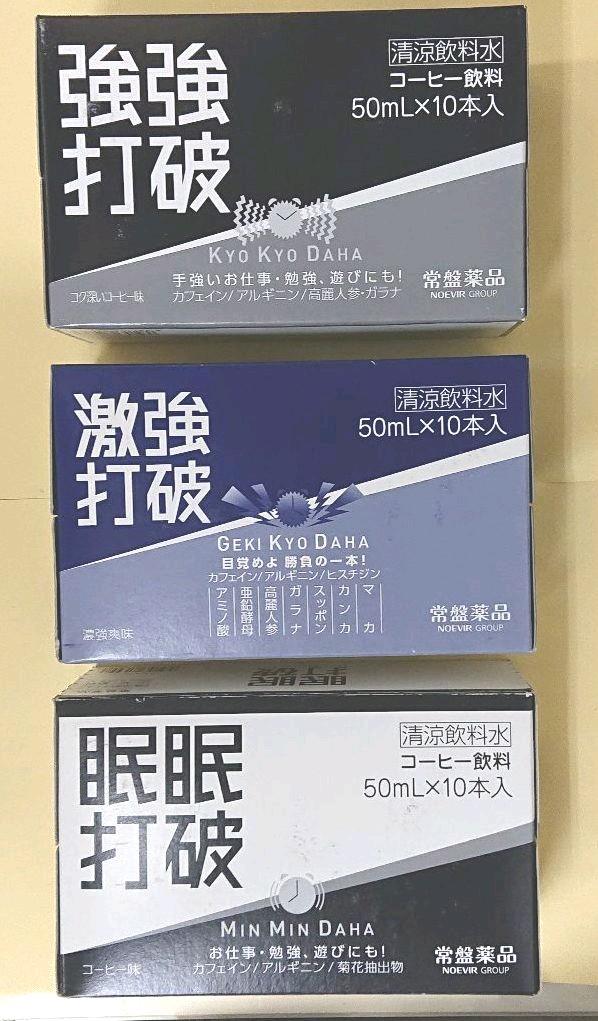 強強
打破
清涼飲料水
コーヒー飲料
50mL×10本入
KYO KYO DAHA
手強いお仕事・勉強、遊びにも!
カフェイン/アルギニン/高麗人参・ガラナ
コク深いコーヒー味
常盤薬品
NOEVIR GROUP
激強
打破
清涼飲料水
50mL×10本入
GEKI KYO DAHA
目覚めよ 勝負の一本!
カフェイン/アルギニン/ヒスチジン
マカ
カンカ
スッポン
ガラナ
高麗人参
亜鉛酵母
アミノ酸
濃強爽味
常盤薬品
NOEVIR GROUP
眠眠
打破
眠眠
打破
清涼飲料水
コーヒー飲料
50mL×10本入
MIN MIN DAHA
お仕事・勉強、遊びにも!
カフェイン/アルギニン/菊花抽出物
コーヒー味
常盤薬品
NOEVIR GROUP